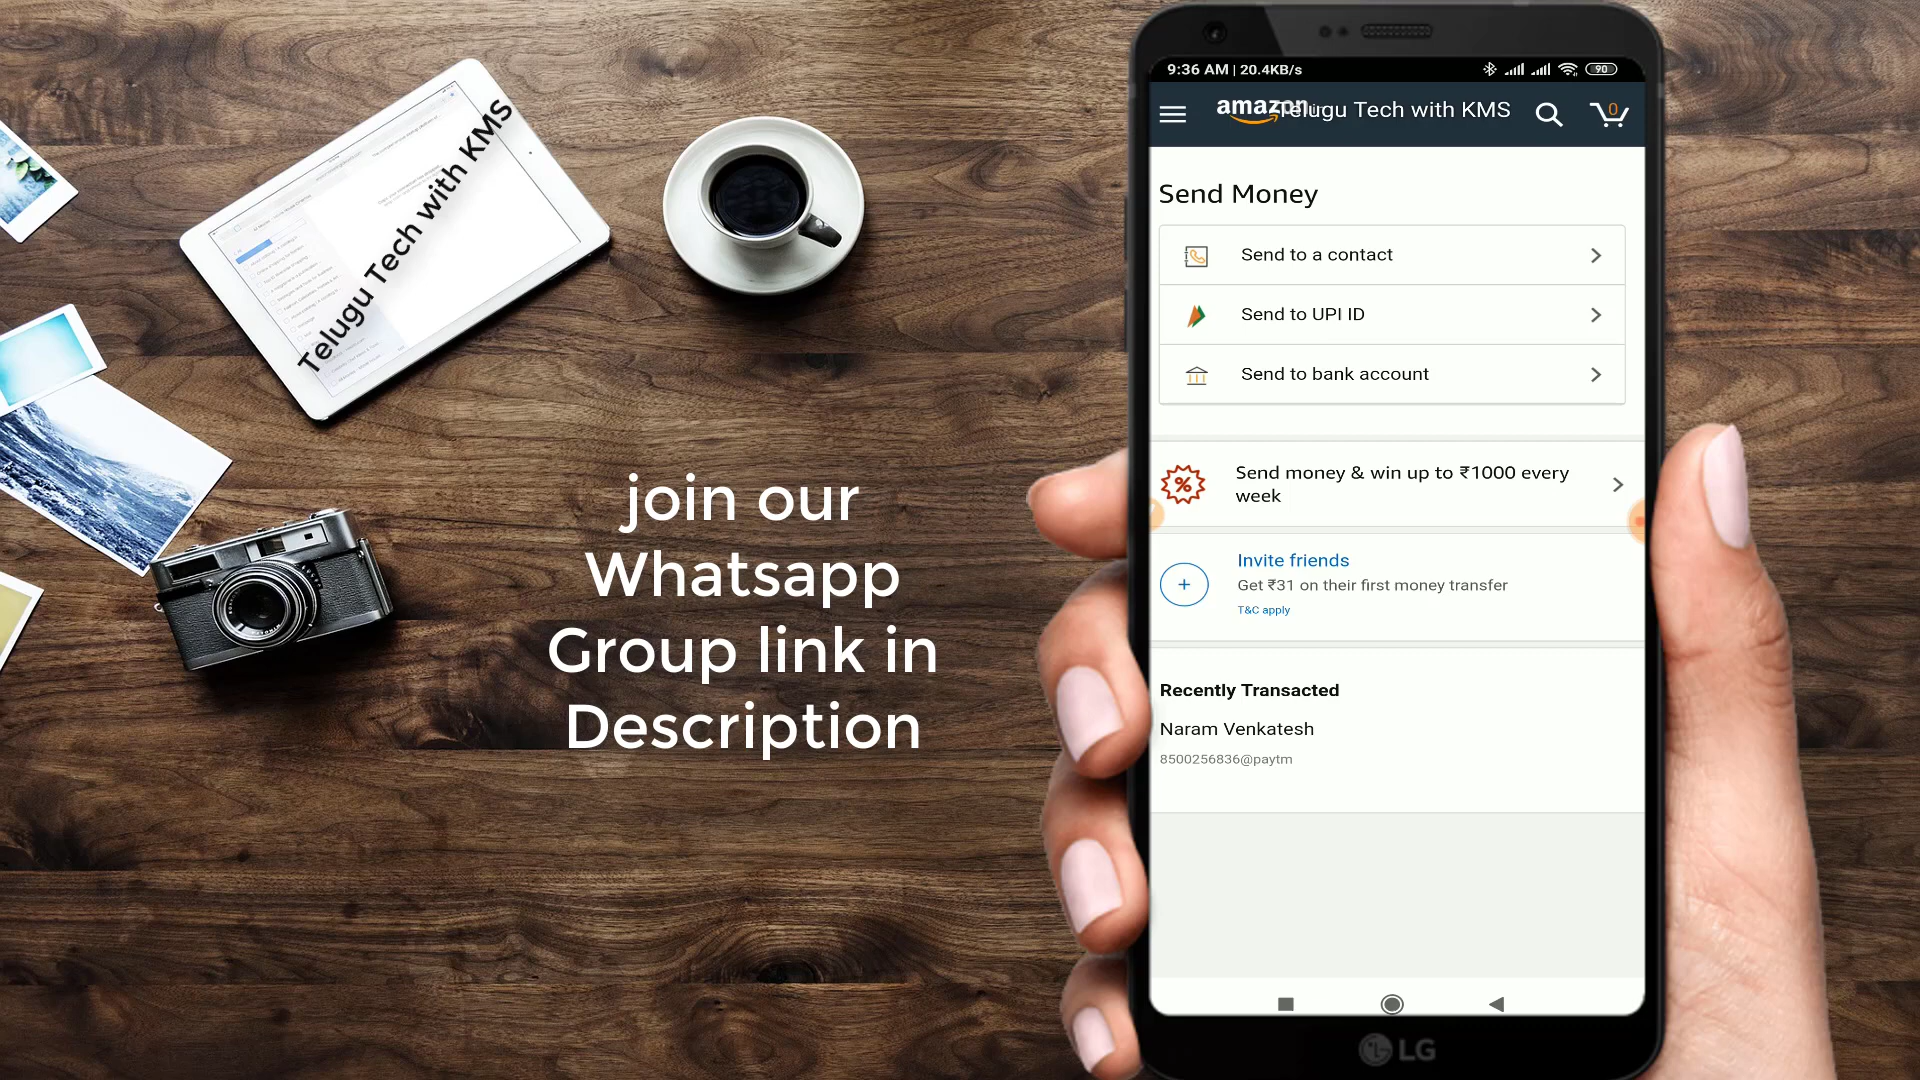 Telugu Tech with KMS
join our
Whatsapp
Group link in
Description
9:36 AM | 20.4KB/s
90
amazon
Telugu Tech with KMS
0
Send Money
Send to a contact
Send to UPI ID
Send to bank account
Send money & win up to ₹1000 every
week
Invite friends
Get ₹31 on their first money transfer
T&C apply
Recently Transacted
Naram Venkatesh
8500256836@paytm
LG